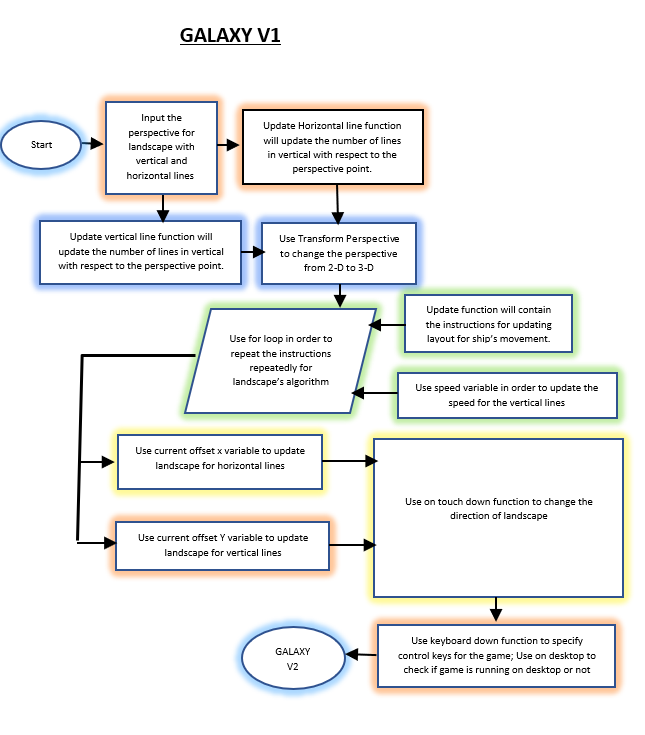 GALAXY V1
Start
Input the
perspective for
landscape with
vertical and
horizontal lines
Update Horizontal line function
will update the number of lines
in vertical with respect to the
perspective point.
Update vertical line function will
update the number of lines in vertical
with respect to the perspective point.
Use Transform Perspective
to change the perspective
from 2-D to 3-D
Use for loop in order to
repeat the instructions
repeatedly for
landscape's algorithm
Update function will contain
the instructions for updating
layout for ship's movement.
Use speed variable in order to update the
speed for the vertical lines
Use current offset x variable to update
landscape for horizontal lines
Use on touch down function to change the
direction of landscape
Use current offset Y variable to update
landscape for vertical lines
Use keyboard down function to specify
control keys for the game; Use on desktop to
check if game is running on desktop or not
GALAXY
V2